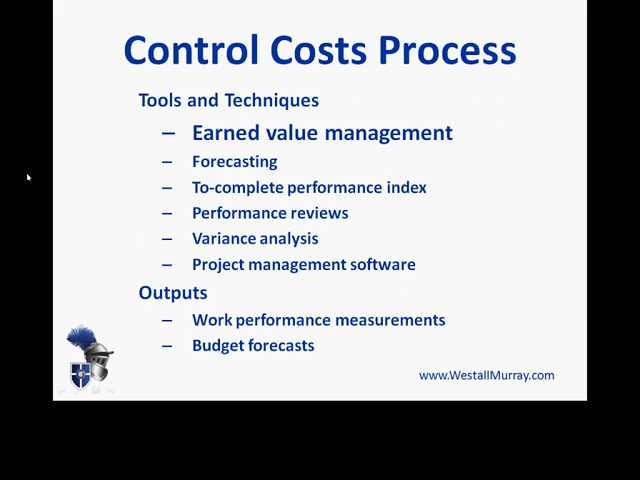 Control Costs Process
Tools and Techniques
– Earned value management
– Forecasting
– To-complete performance index
– Performance reviews
– Variance analysis
– Project management software
Outputs
– Work performance measurements
– Budget forecasts
www.WestallMurray.com